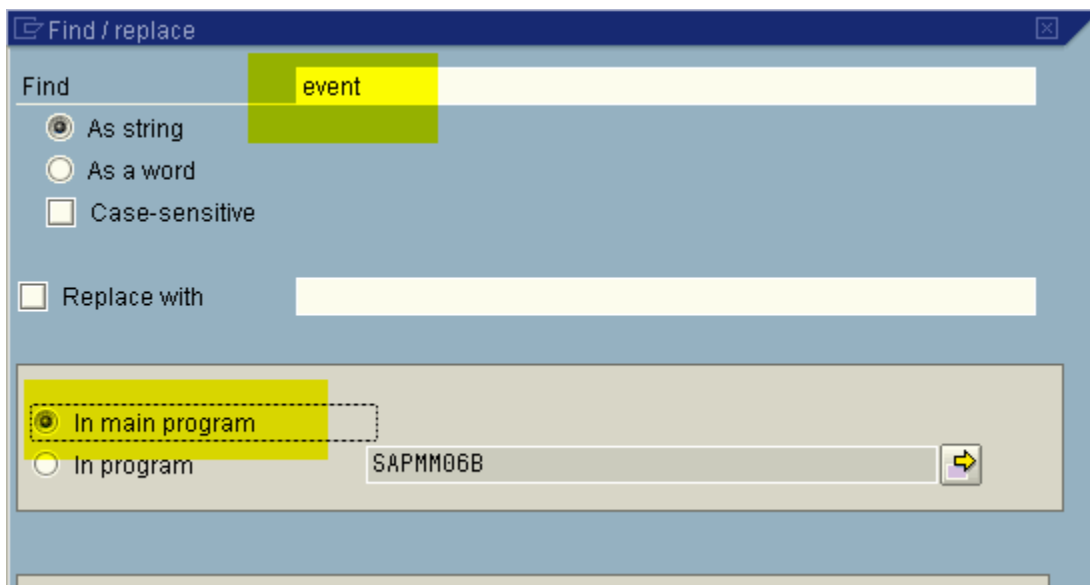 Find / replace
Find event
As string
As a word
Case-sensitive
Replace with
In main program
In program SAPMM06B